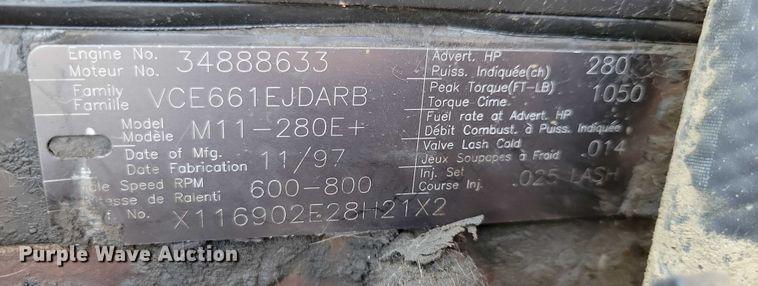 Engine No. 34888633
Moteur No.
Family VCE661EJDARB
Famille
Model M11-280E+
Modèle
Date of Mfg. 11/97
Date Fabrication
Speed RPM 600-800
de Ralenti
No. X116902E28H21X2
Advert. HP 280
Puiss. Indiquée(ch)
Peak Torque(FT-LB) 1050
Torque Cime
Fuel rate at Advert. HP
Débit Combust. à Puiss. Indiquée
Valve Lash Cold .014
Jeux Soupapes à Froid
Inj. Set .025 LASH
Course Inj.
Purple Wave Auction